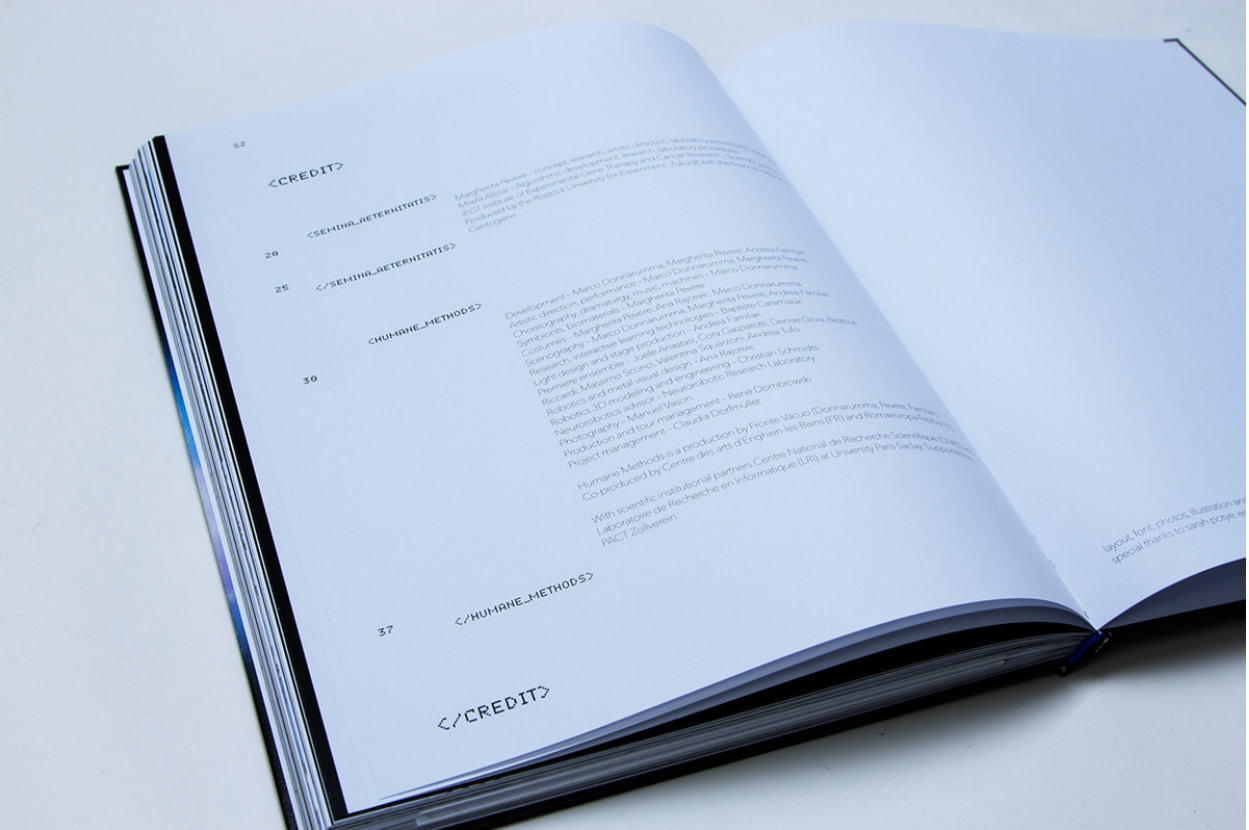 52
<CREDIT>
<SEMINA_AETERNITATIS>
Margherita Pevere - concept, research, artistic direction, laboratory procedures
Mirela Alistar - Algorithmic development, research, laboratory procedures
IEGT Institute of Experimental Gene Therapy and Cancer Research - Scientific
Produced by the Rostock University for Experiment. Zukunft with the financial
Centogene
20
25
</SEMINA_AETERNITATIS>
<HUMANE_METHODS>
Development - Marco Donnarumma, Margherita Pevere, Andrea Familari
Artistic direction, performance - Marco Donnarumma, Margherita Pevere
Choreography, dramaturgy, music, machines - Marco Donnarumma
Symbionts, biomaterials - Margherita Pevere
Costumes - Margherita Pevere, Ana Rajcevic, Marco Donnarumma
Scenography - Marco Donnarumma, Margherita Pevere, Andrea Familari
Research, interactive learning technologies - Baptiste Caramiaux
Light design and stage production - Andrea Familari
Premiere ensemble - Joele Anastasi, Cora Gasparotti, Denise Gioia, Beatrice
Riccardi, Massimo Scorio, Valentina Squarzoni, Andrea Tufo
Robotics and metal visual design - Ana Rajcevic
Robotics 3D modeling and engineering - Christian Schmidts
Neurorobotics advisor - Neurorobotic Research Laboratory
Photography - Manuel Vason
Production and tour management - René Dombrowski
Project management - Claudia Dorfmüller
30
Humane Methods is a production by Fronte Vacuo (Donnarumma, Pevere, Familari)
Co-produced by Centre des arts d'Enghien-les-Bains (FR) and Romaeuropa Festival
With scientific institutional partners Centre National de Recherche Scientifique
Laboratoire de Recherche en Informatique (LRI) at University Paris-Saclay. Supported by
PACT Zollverein
37
</HUMANE_METHODS>
</CREDIT>
layout, font, photos, illustration and
special thanks to sarah potye,